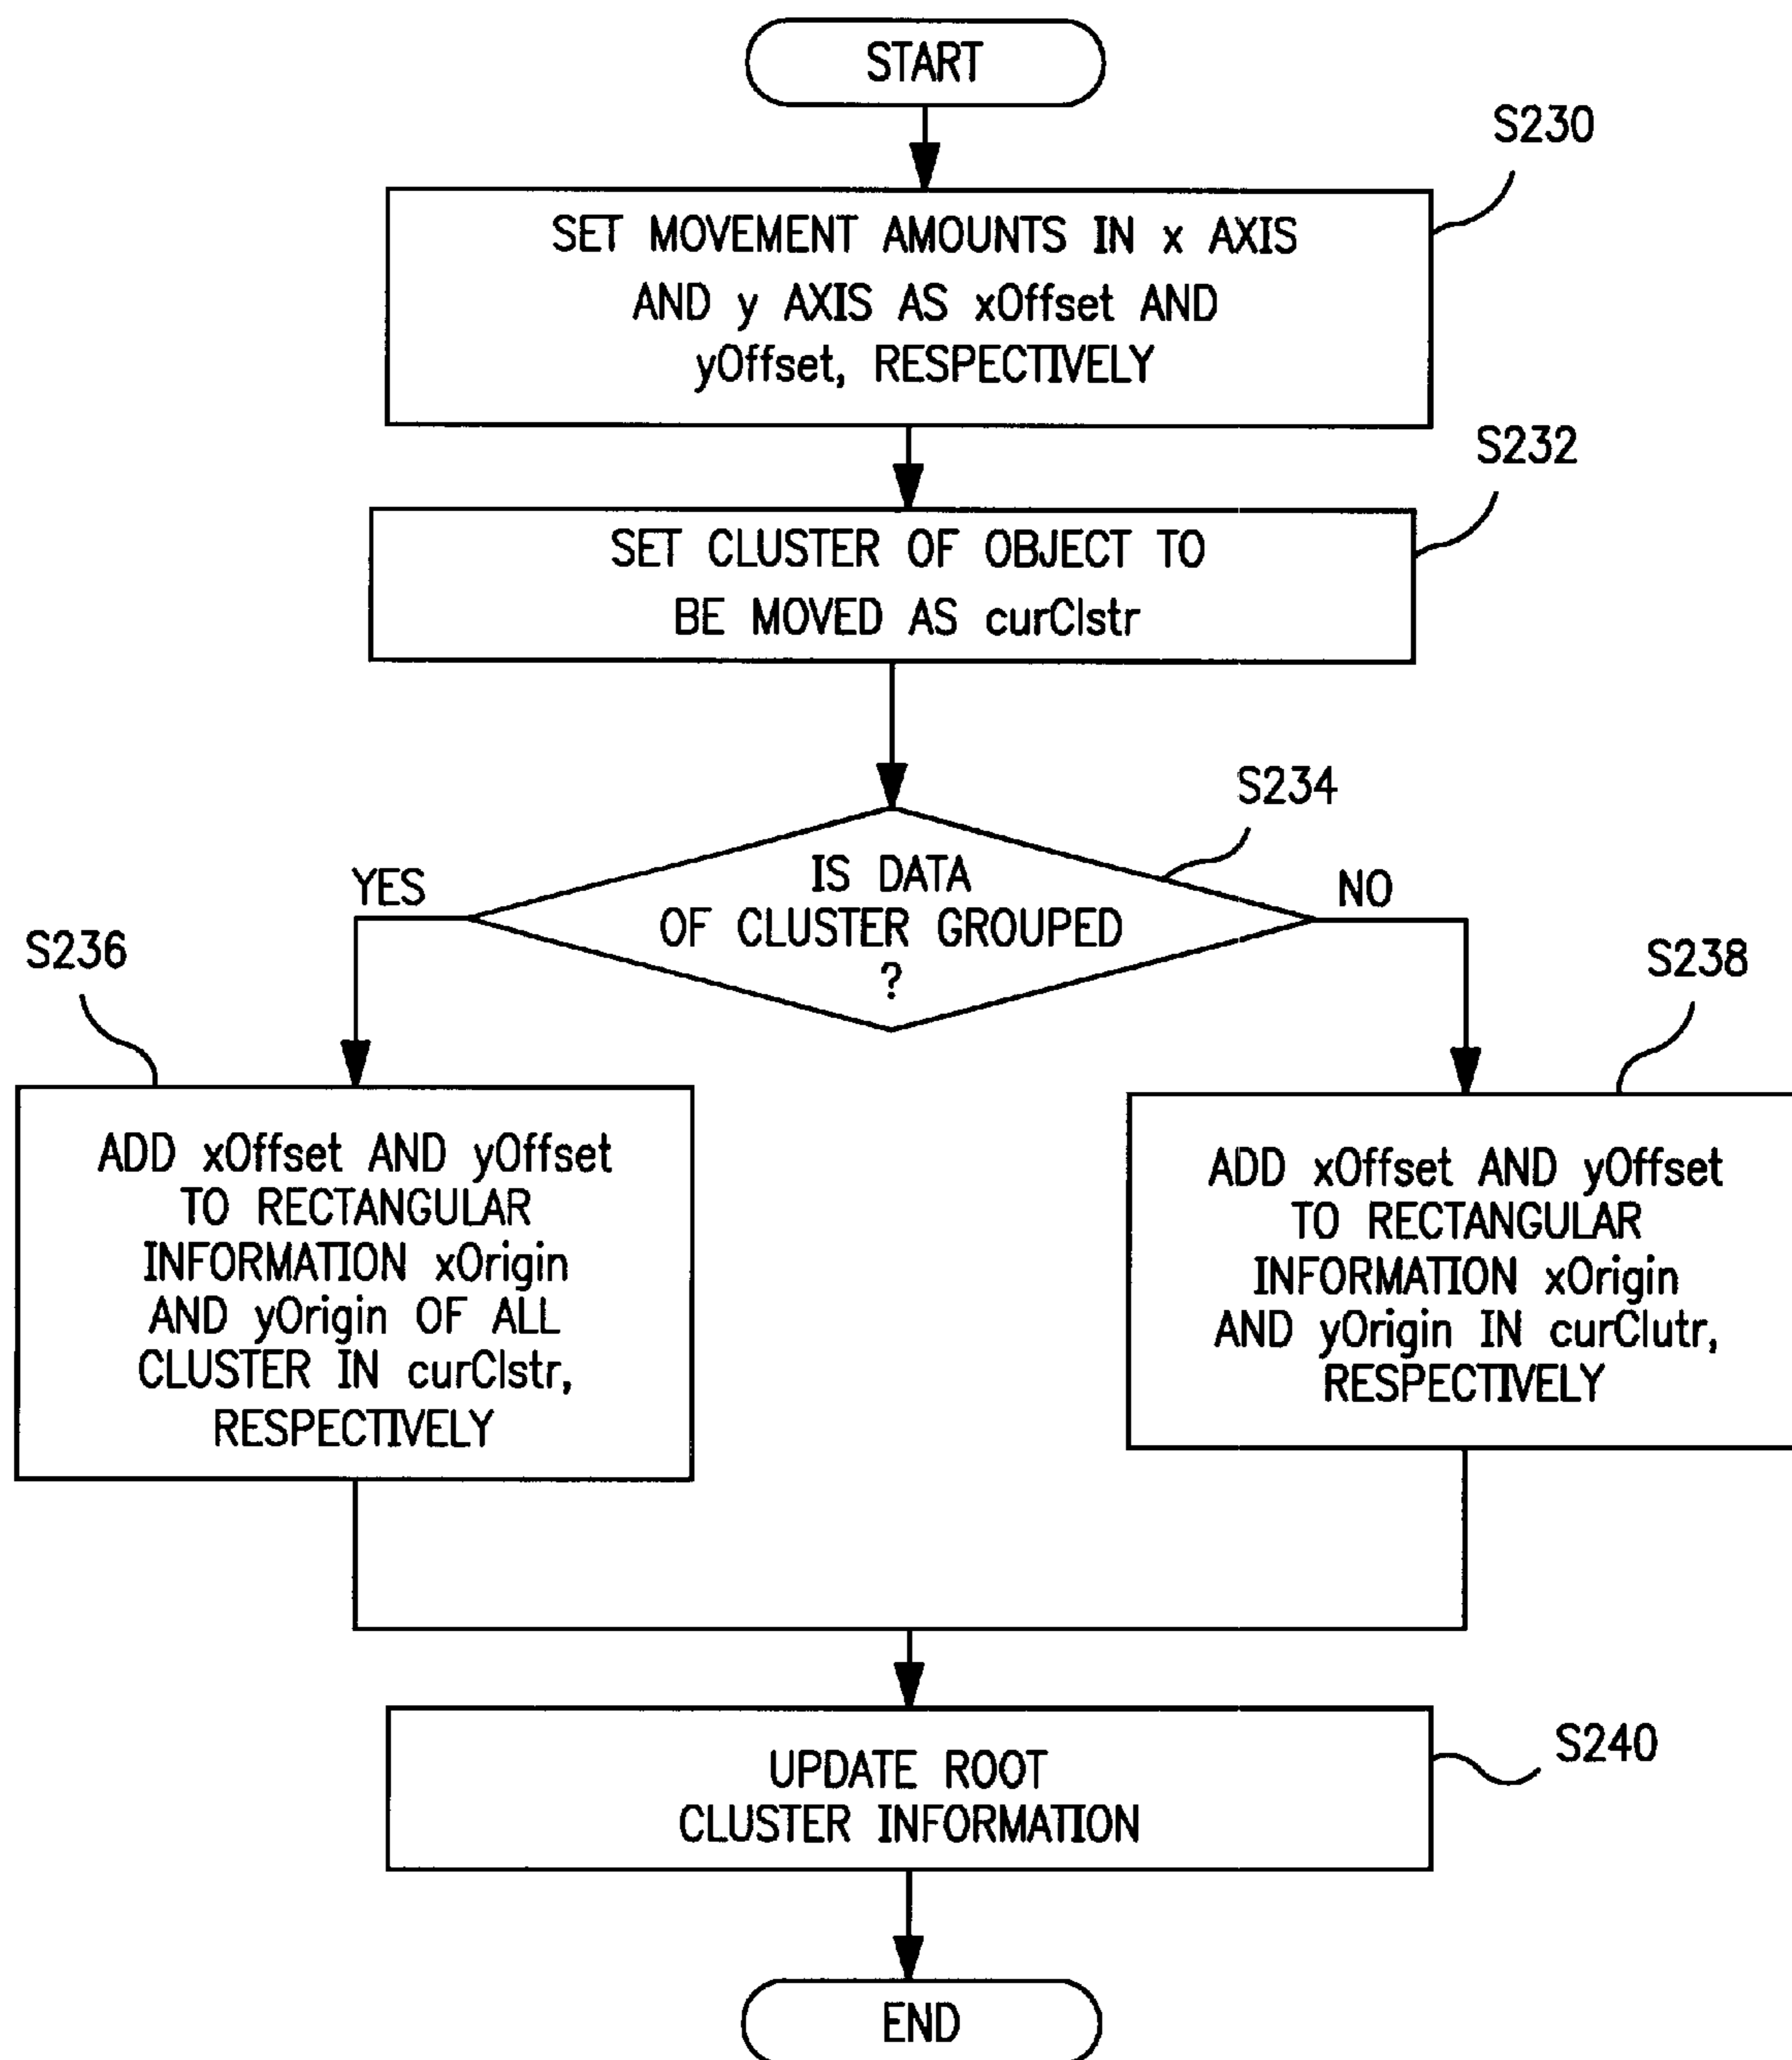 START
S230
SET MOVEMENT AMOUNTS IN x AXIS
AND y AXIS AS xOffset AND
yOffset, RESPECTIVELY
S232
SET CLUSTER OF OBJECT TO
BE MOVED AS curClstr
S234
IS DATA
OF CLUSTER GROUPED
?
YES
NO
S236
ADD xOffset AND yOffset
TO RECTANGULAR
INFORMATION xOrigin
AND yOrigin OF ALL
CLUSTER IN curClstr,
RESPECTIVELY
S238
ADD xOffset AND yOffset
TO RECTANGULAR
INFORMATION xOrigin
AND yOrigin IN curClutr,
RESPECTIVELY
S240
UPDATE ROOT
CLUSTER INFORMATION
END